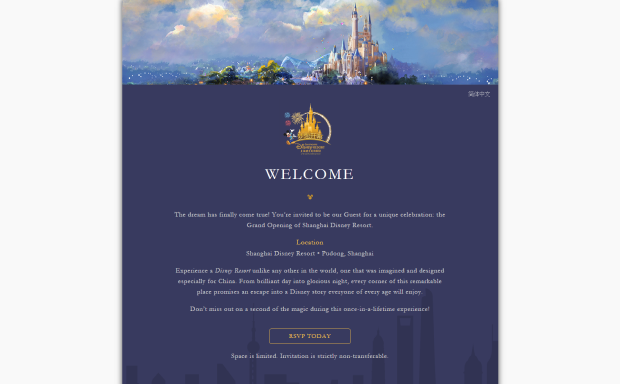 简体中文
WELCOME
The dream has finally come true! You're invited to be our Guest for a unique celebration: the
Grand Opening of Shanghai Disney Resort.
Location
Shanghai Disney Resort • Pudong, Shanghai
Experience a Disney Resort unlike any other in the world, one that was imagined and designed
especially for China. From brilliant day into glorious night, every corner of this remarkable
place promises an escape into a Disney story everyone of every age will enjoy.
Don't miss out on a second of the magic during this once-in-a-lifetime experience!
RSVP TODAY
Space is limited. Invitation is strictly non-transferable.